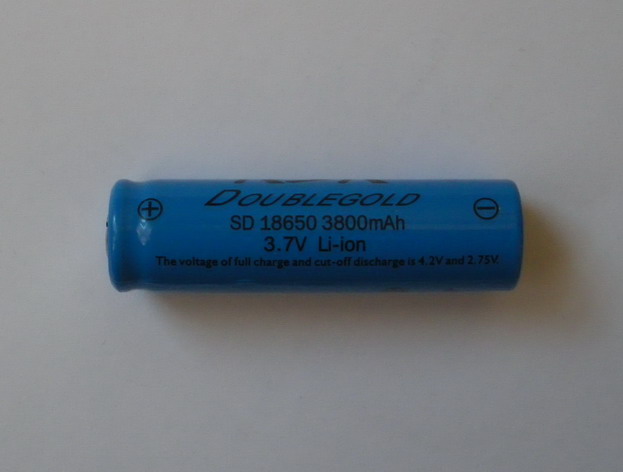 DOUBLEGOLD
SD 18650 3800mAh
3.7V Li-ion
The voltage of full charge and cut-off discharge is 4.2V and 2.75V.